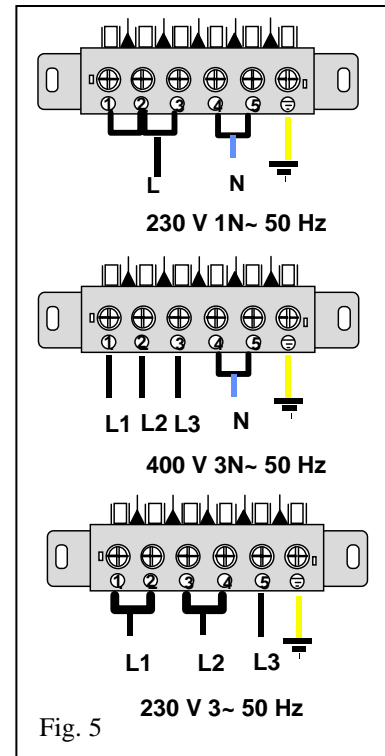 1 2 3 4 5
L N
230 V 1N~ 50 Hz
1 2 3 4 5
L1 L2 L3 N
400 V 3N~ 50 Hz
1 2 3 4 5
L1 L2 L3
230 V 3~ 50 Hz
Fig. 5